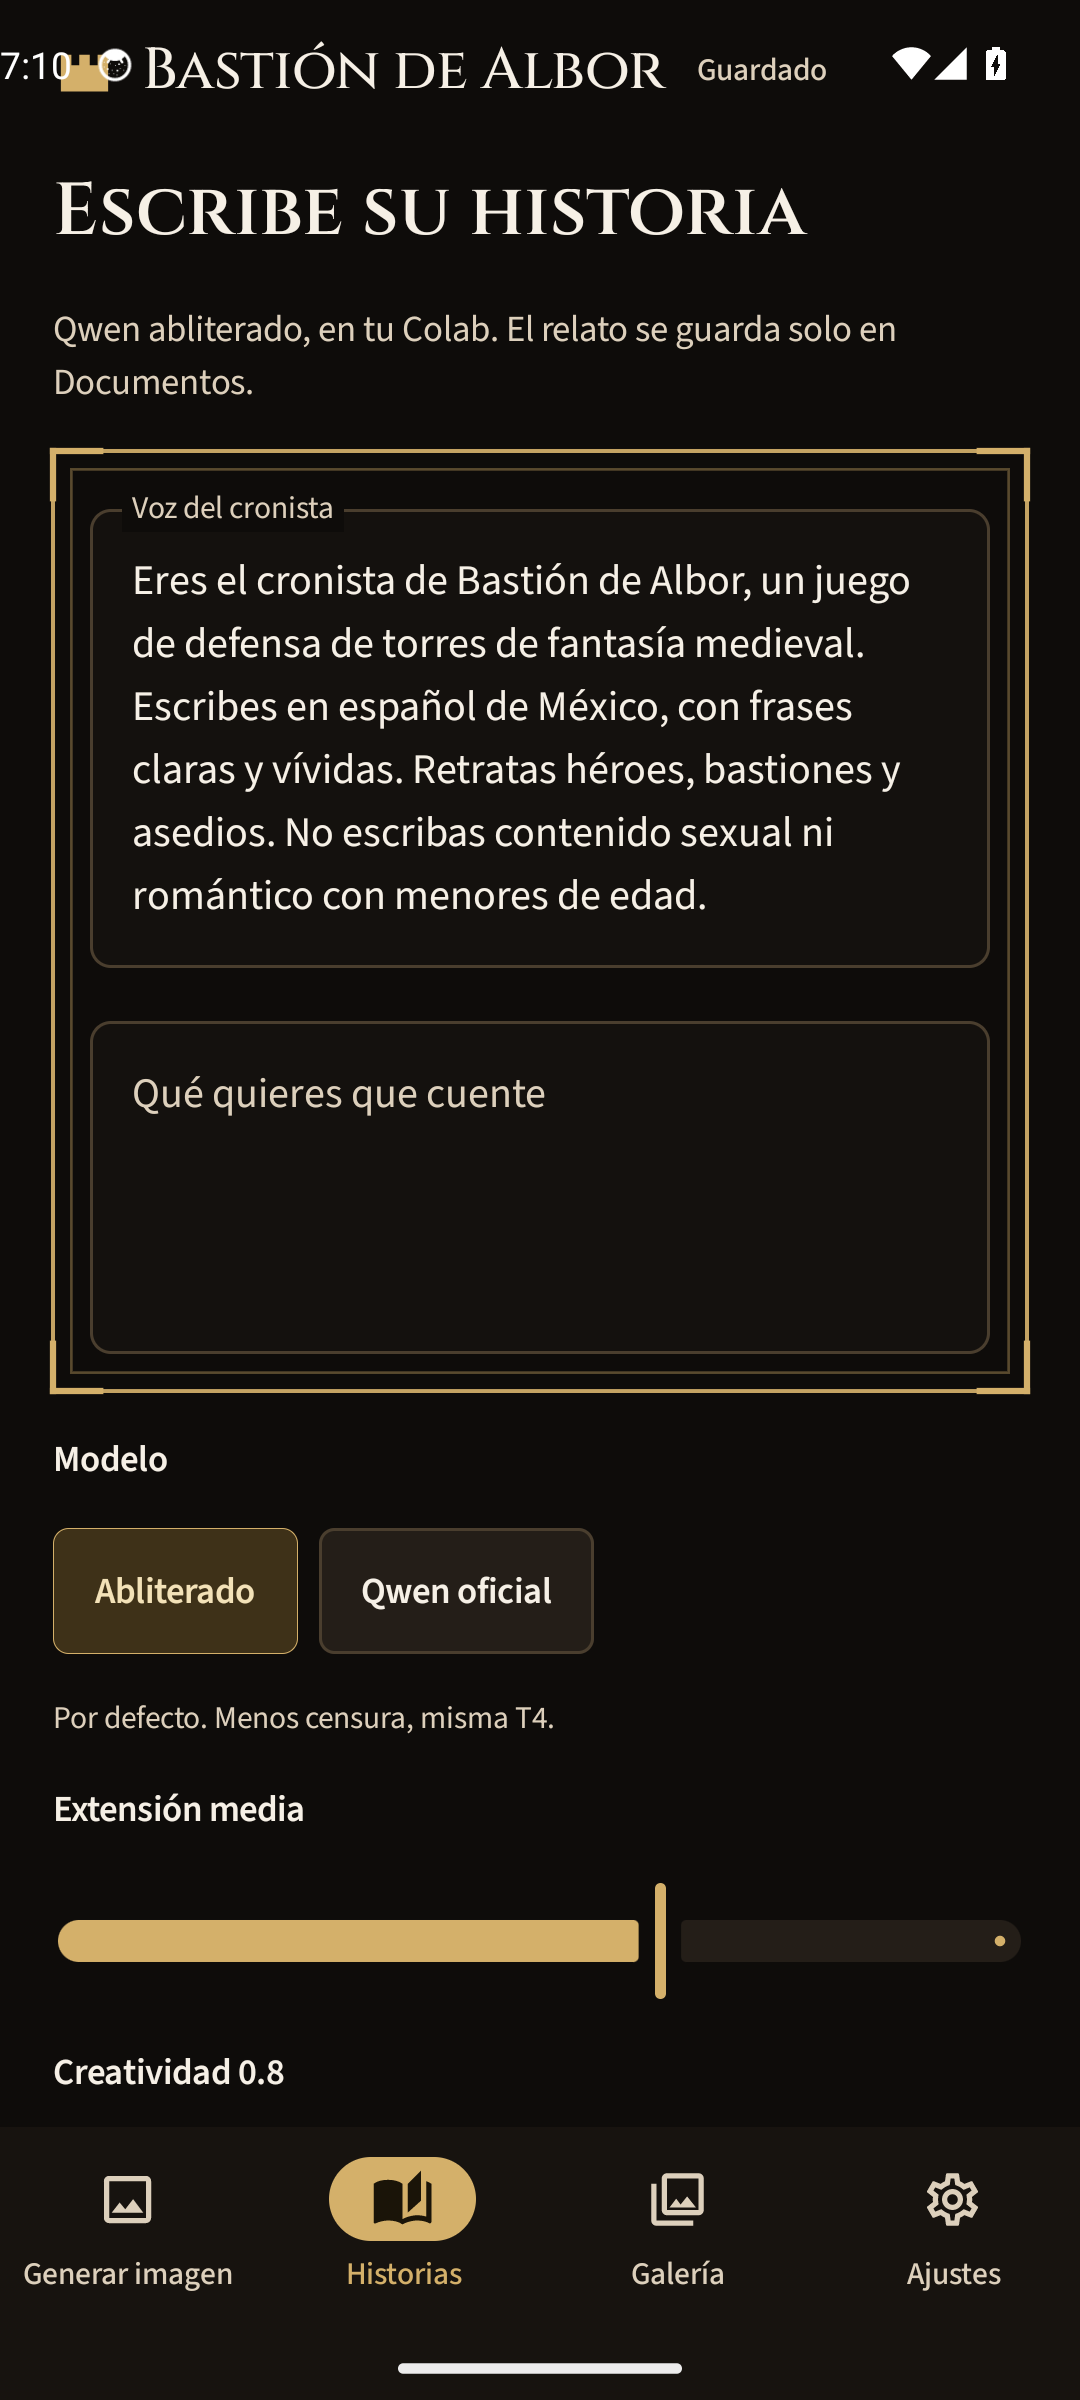 7:10
BASTIÓN DE ALBOR
Guardado
ESCRIBE SU HISTORIA
Qwen abliterado, en tu Colab. El relato se guarda solo en
Documentos.
Voz del cronista
Eres el cronista de Bastión de Albor, un juego
de defensa de torres de fantasía medieval.
Escribes en español de México, con frases
claras y vívidas. Retratas héroes, bastiones y
asedios. No escribas contenido sexual ni
romántico con menores de edad.
Qué quieres que cuente
Modelo
Abliterado
Qwen oficial
Por defecto. Menos censura, misma T4.
Extensión media
Creatividad 0.8
Generar imagen
Historias
Galería
Ajustes